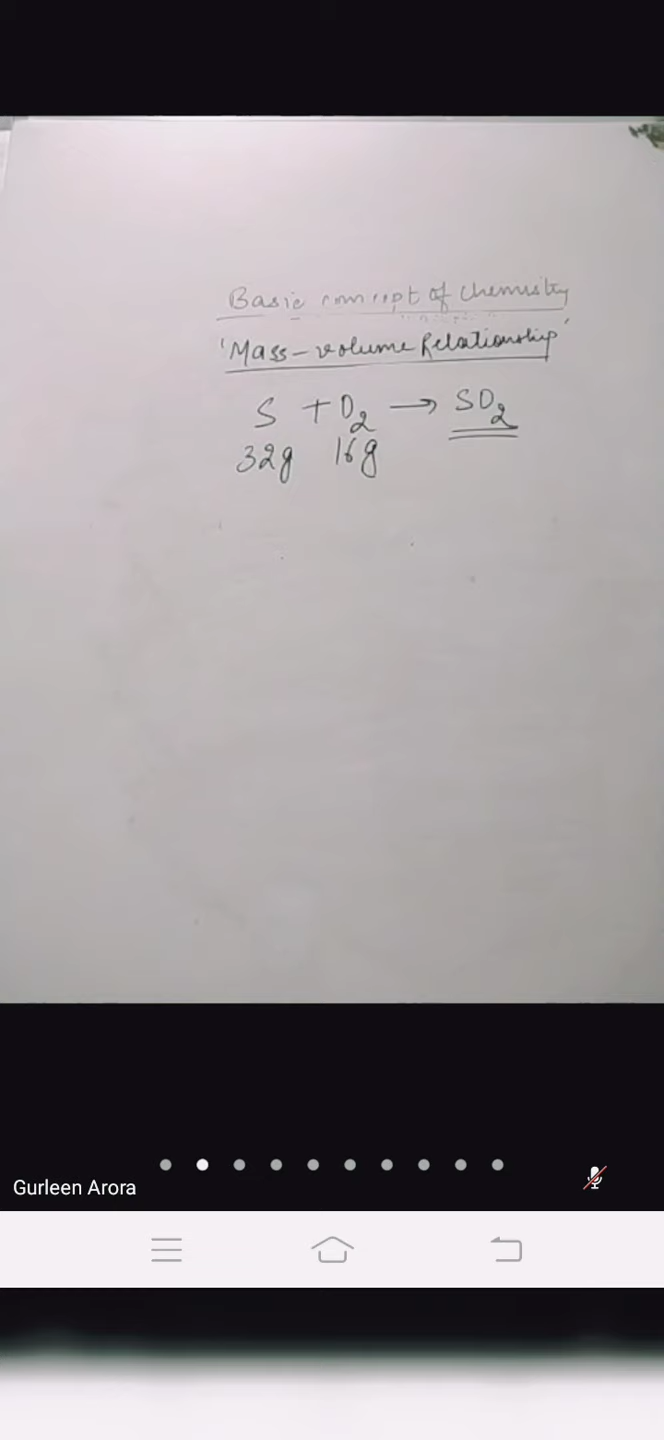 Basic concept of Chemistry
'Mass-volume Relationship'
S + O₂ → SO₂
32g 16g
Gurleen Arora